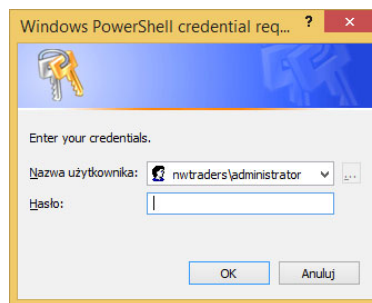 Windows PowerShell credential req... ?
Enter your credentials.
Nazwa użytkownika: nwtraders\administrator ...
Hasło:
OK Anuluj